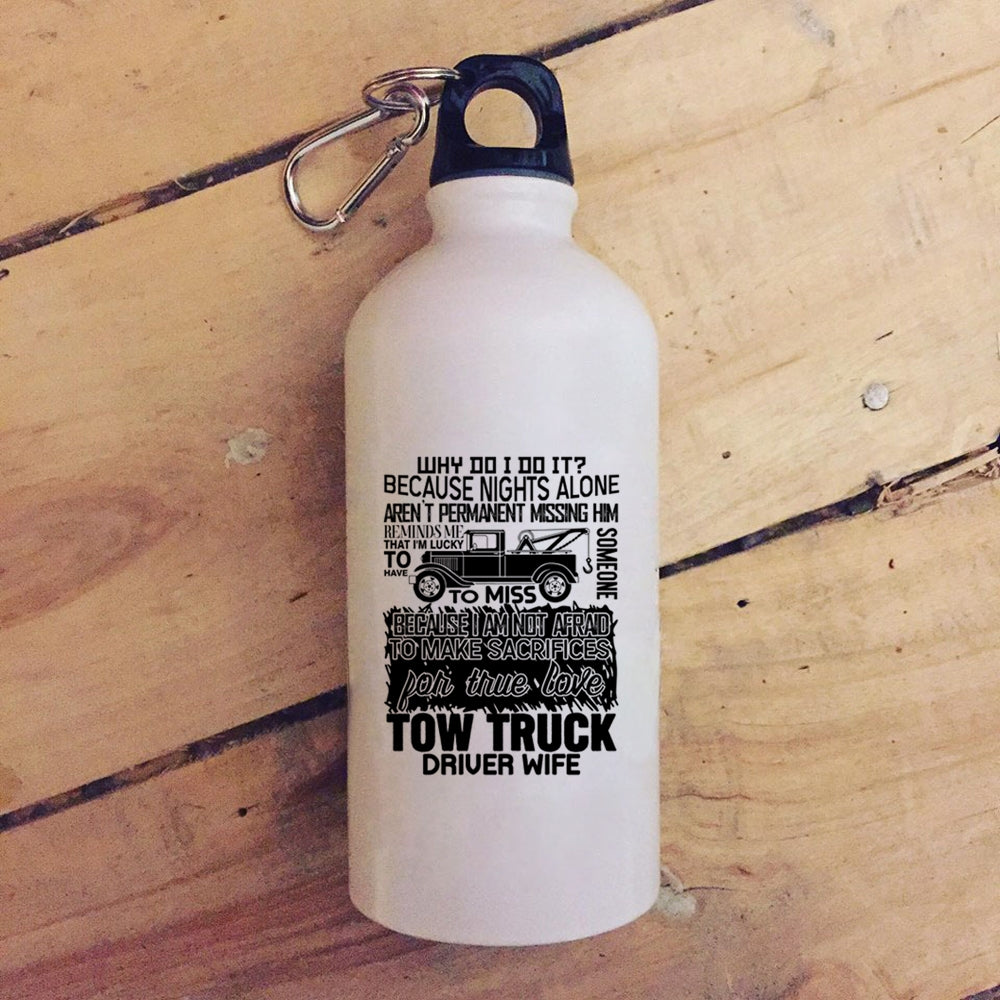 WHY DO I DO IT?
BECAUSE NIGHTS ALONE
AREN'T PERMANENT MISSING HIM
REMINDS ME
THAT I'M LUCKY
TO
HAVE
SOMEONE
TO MISS
BECAUSE I AM NOT AFRAID
TO MAKE SACRIFICES
for true love
TOW TRUCK
DRIVER WIFE